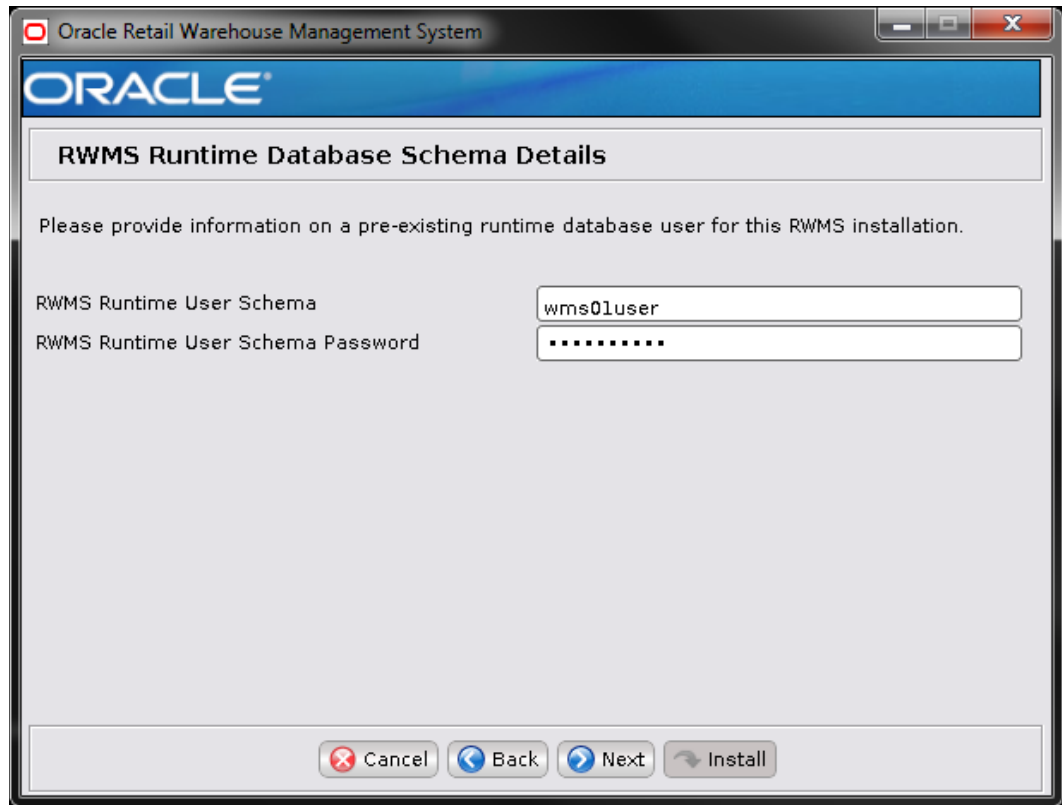 Oracle Retail Warehouse Management System
ORACLE®
RWMS Runtime Database Schema Details
Please provide information on a pre-existing runtime database user for this RWMS installation.
RWMS Runtime User Schema wms01user
RWMS Runtime User Schema Password ••••••••••
Cancel Back Next Install